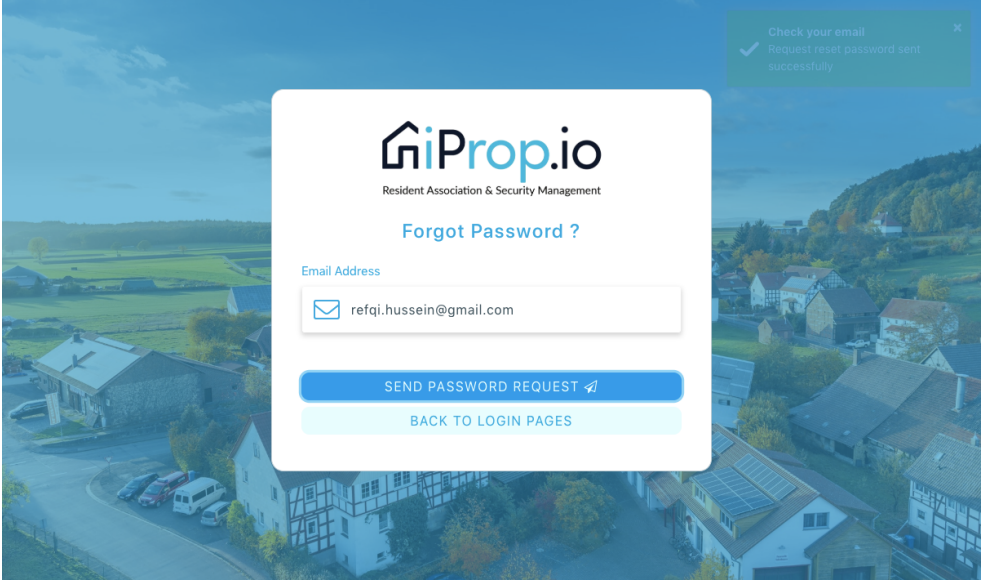 Check your email
×
Request reset password sent
successfully
iProp.io
Resident Association & Security Management
Forgot Password ?
Email Address
refqi.hussein@gmail.com
SEND PASSWORD REQUEST
BACK TO LOGIN PAGES